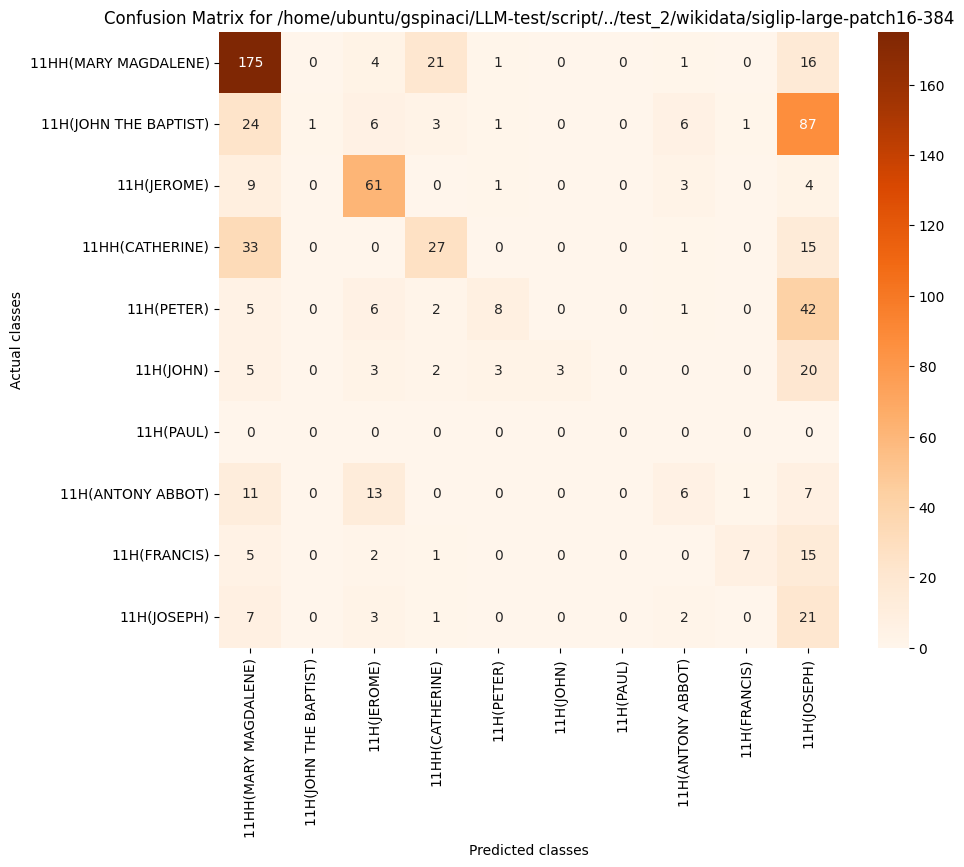 Confusion Matrix for /home/ubuntu/gspinaci/LLM-test/script/../test_2/wikidata/siglip-large-patch16-384
Actual classes
11HH(MARY MAGDALENE) 175 0 4 21 1 0 0 1 0 16
11H(JOHN THE BAPTIST) 24 1 6 3 1 0 0 6 1 87
11H(JEROME) 9 0 61 0 1 0 0 3 0 4
11HH(CATHERINE) 33 0 0 27 0 0 0 1 0 15
11H(PETER) 5 0 6 2 8 0 0 1 0 42
11H(JOHN) 5 0 3 2 3 3 0 0 0 20
11H(PAUL) 0 0 0 0 0 0 0 0 0 0
11H(ANTONY ABBOT) 11 0 13 0 0 0 0 6 1 7
11H(FRANCIS) 5 0 2 1 0 0 0 0 7 15
11H(JOSEPH) 7 0 3 1 0 0 0 2 0 21
11HH(MARY MAGDALENE)
11H(JOHN THE BAPTIST)
11H(JEROME)
11HH(CATHERINE)
11H(PETER)
11H(JOHN)
11H(PAUL)
11H(ANTONY ABBOT)
11H(FRANCIS)
11H(JOSEPH)
Predicted classes
160
140
120
100
80
60
40
20
0